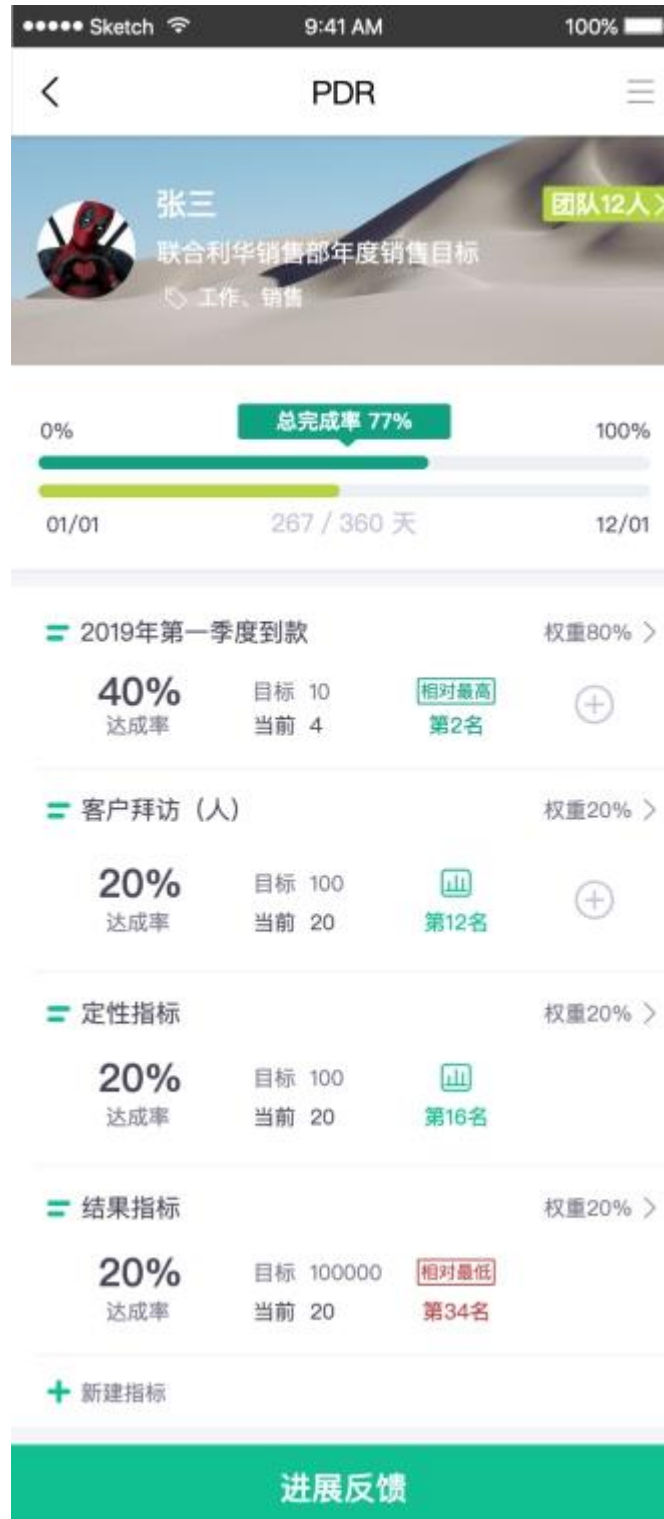 Sketch 9:41 AM 100%
PDR
张三
团队12人
联合利华销售部年度销售目标
工作、销售
总完成率 77%
0% 100%
01/01 267 / 360 天 12/01
2019年第一季度到款 权重80%
40% 目标 10 相对最高
达成率 当前 4 第2名
客户拜访（人） 权重20%
20% 目标 100
达成率 当前 20 第12名
定性指标 权重20%
20% 目标 100
达成率 当前 20 第16名
结果指标 权重20%
20% 目标 100000 相对最低
达成率 当前 20 第34名
新建指标
进展反馈